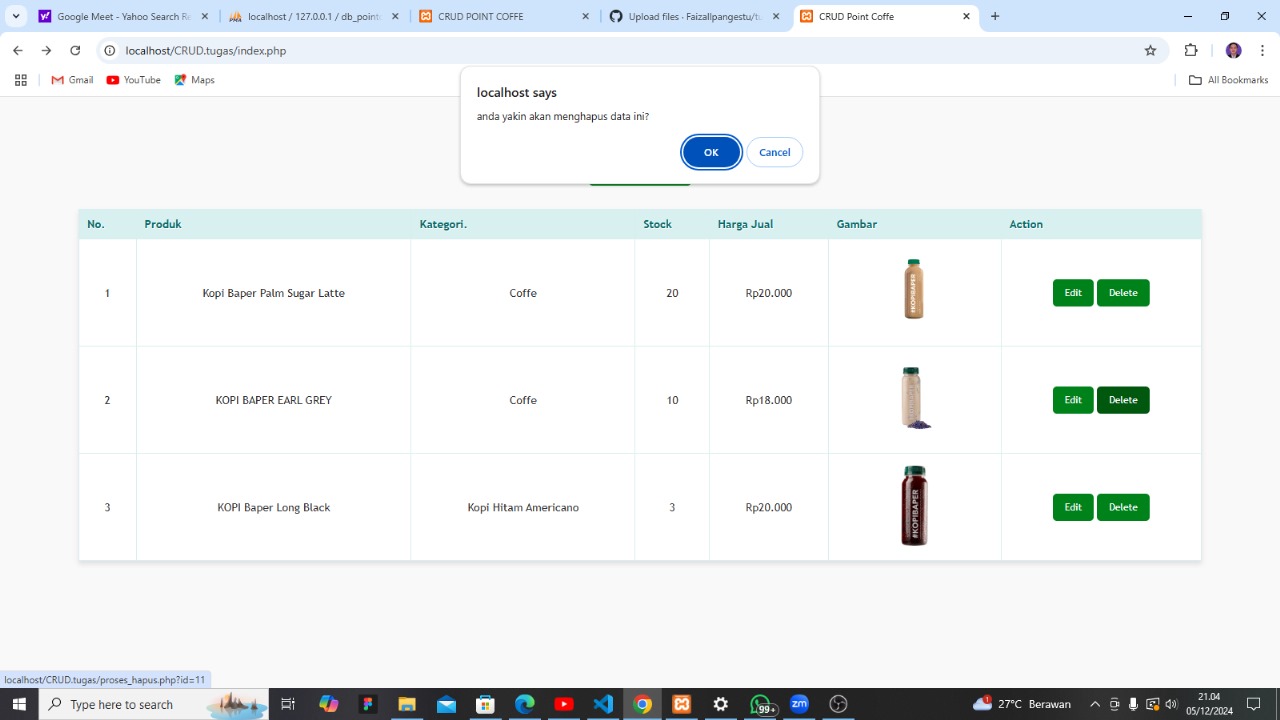 Google Meet - Yahoo Search Re
localhost / 127.0.0.1 / db_point
CRUD POINT COFFE
Upload files · Faizallpangestu/tu
CRUD Point Coffe
localhost/CRUD.tugas/index.php
Gmail
YouTube
Maps
All Bookmarks
localhost says
anda yakin akan menghapus data ini?
OK
Cancel
No. Produk Kategori. Stock Harga Jual Gambar Action
1 Kopi Baper Palm Sugar Latte Coffe 20 Rp20.000 #KOPIBAPER Edit Delete
2 KOPI BAPER EARL GREY Coffe 10 Rp18.000 Edit Delete
3 KOPI Baper Long Black Kopi Hitam Americano 3 Rp20.000 #KOPIBAPER Edit Delete
localhost/CRUD.tugas/proses_hapus.php?id=11
Type here to search
99+
zm
1
27°C Berawan
21.04
05/12/2024